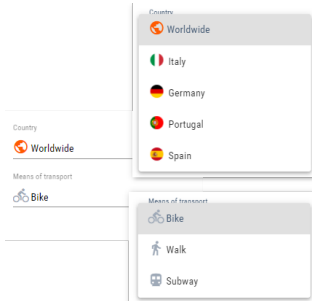 Country
Worldwide
Italy
Germany
Portugal
Spain
Country
Worldwide
Means of transport
Bike
Means of transport
Bike
Walk
Subway